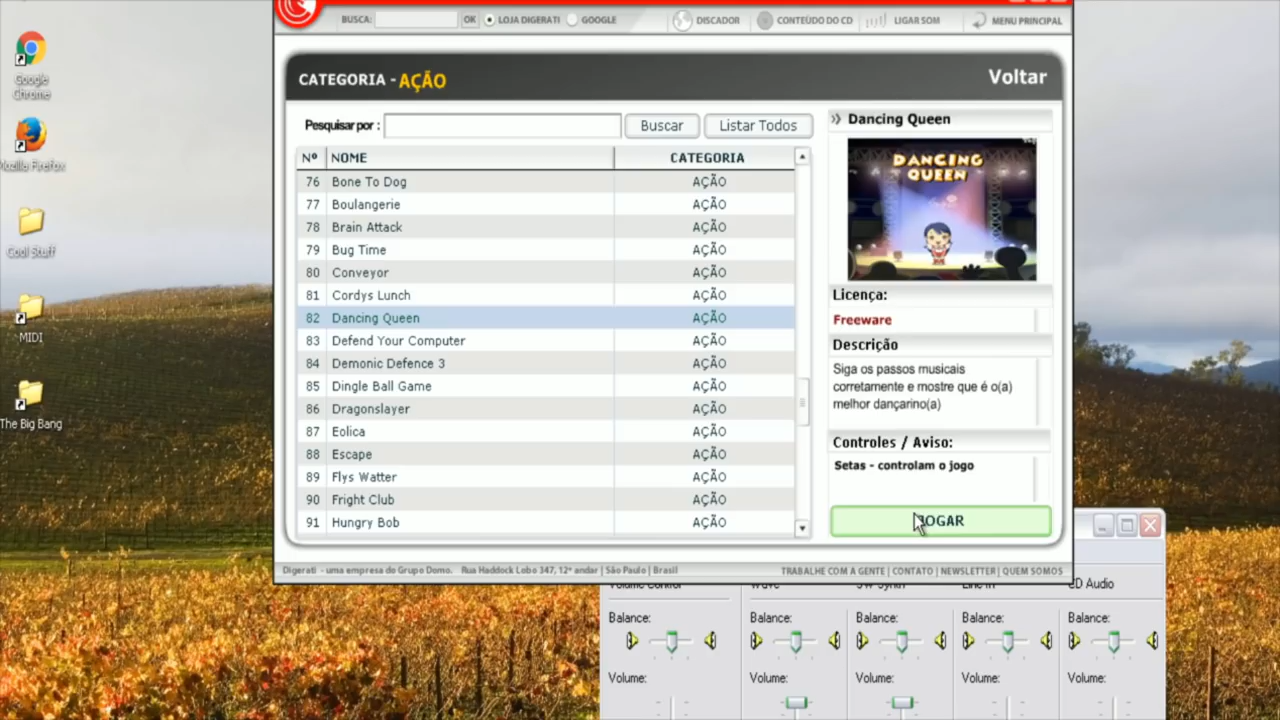 BUSCA:
OK
LOJA DIGERATI
GOOGLE
DISCADOR
CONTEÚDO DO CD
LIGAR SOM
MENU PRINCIPAL
Google
Chrome
Mozilla Firefox
Cool Stuff
MIDI
The Big Bang
CATEGORIA - AÇÃO
Voltar
Pesquisar por :
Buscar
Listar Todos
Nº NOME CATEGORIA
76 Bone To Dog AÇÃO
77 Boulangerie AÇÃO
78 Brain Attack AÇÃO
79 Bug Time AÇÃO
80 Conveyor AÇÃO
81 Cordys Lunch AÇÃO
82 Dancing Queen AÇÃO
83 Defend Your Computer AÇÃO
84 Demonic Defence 3 AÇÃO
85 Dingle Ball Game AÇÃO
86 Dragonslayer AÇÃO
87 Eolica AÇÃO
88 Escape AÇÃO
89 Flys Watter AÇÃO
90 Fright Club AÇÃO
91 Hungry Bob AÇÃO
Dancing Queen
DANCING
QUEEN
Licença:
Freeware
Descrição
Siga os passos musicais
corretamente e mostre que é o(a)
melhor dançarino(a)
Controles / Aviso:
Setas - controlam o jogo
JOGAR
Digerati - uma empresa do Grupo Domo. Rua Haddock Lobo 347, 12º andar | São Paulo | Brasil
TRABALHE COM A GENTE | CONTATO | NEWSLETTER | QUEM SOMOS
Volume Control Wave SW Synth Line In CD Audio
Balance: Balance: Balance: Balance: Balance:
Volume: Volume: Volume: Volume: Volume: